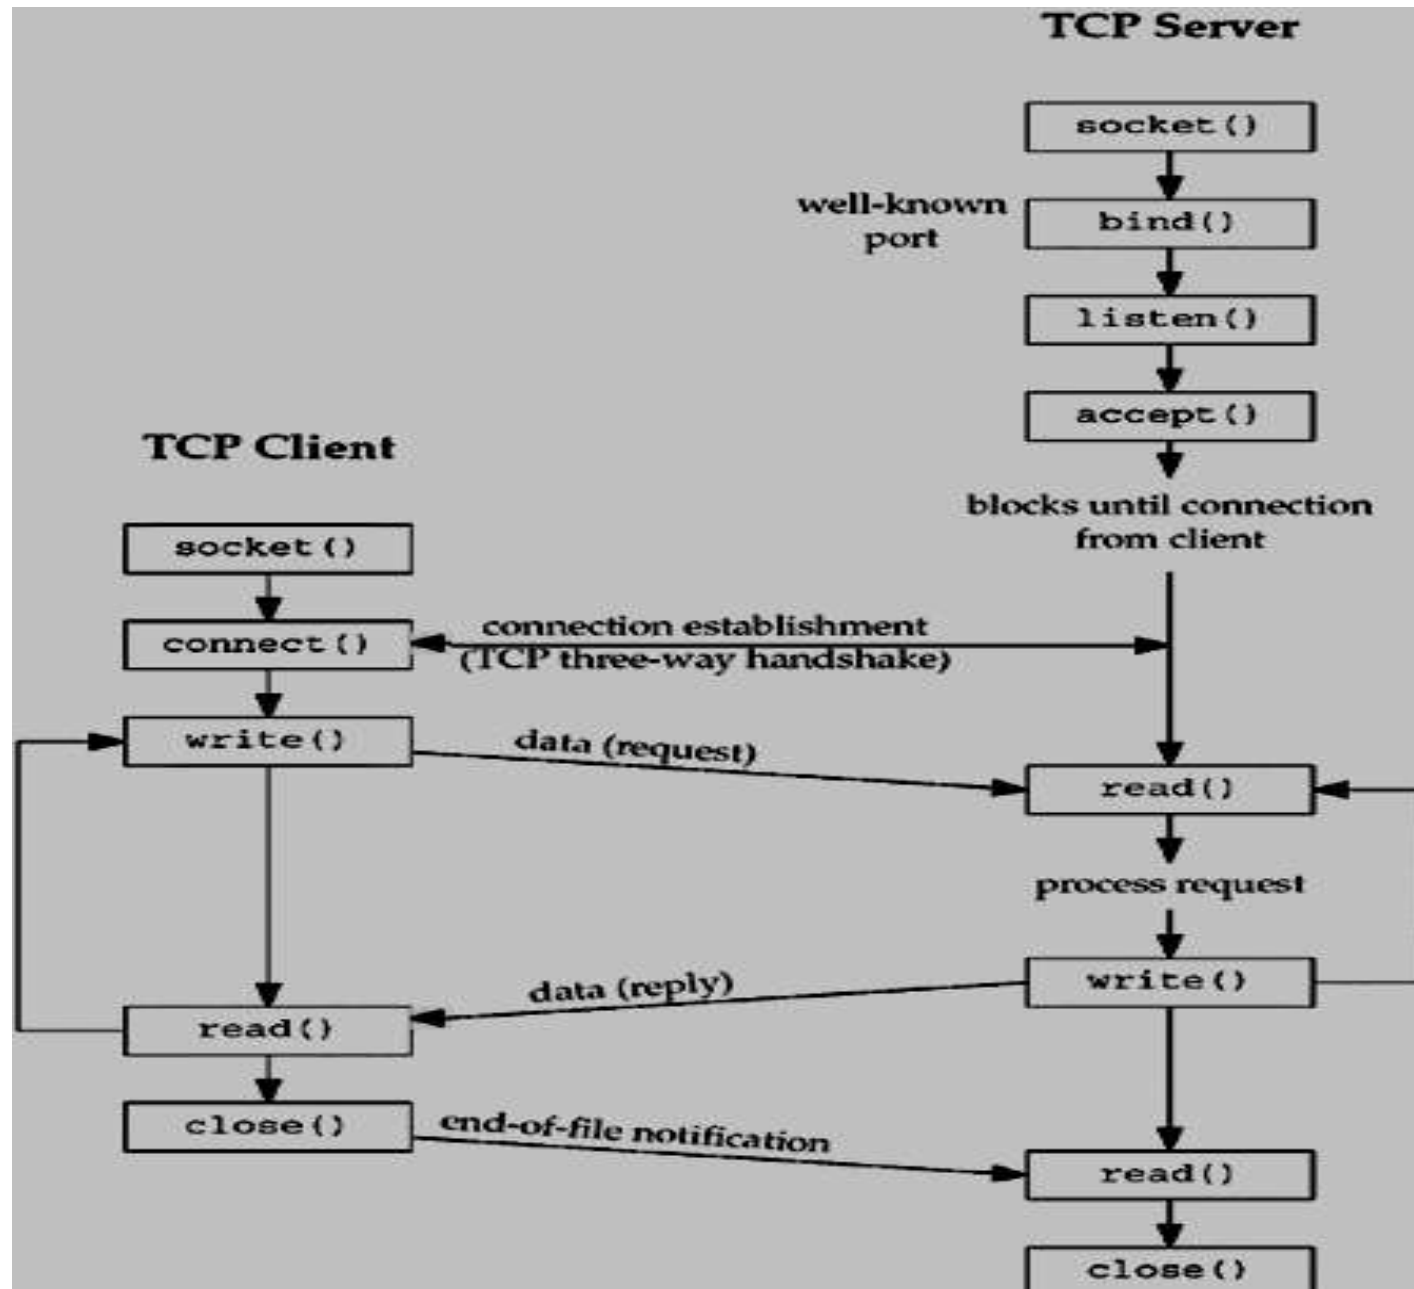 TCP Server
socket()
well-known
port
bind()
listen()
accept()
blocks until connection
from client
TCP Client
socket()
connect()
connection establishment
(TCP three-way handshake)
write()
data (request)
read()
process request
write()
data (reply)
read()
close()
end-of-file notification
read()
close()